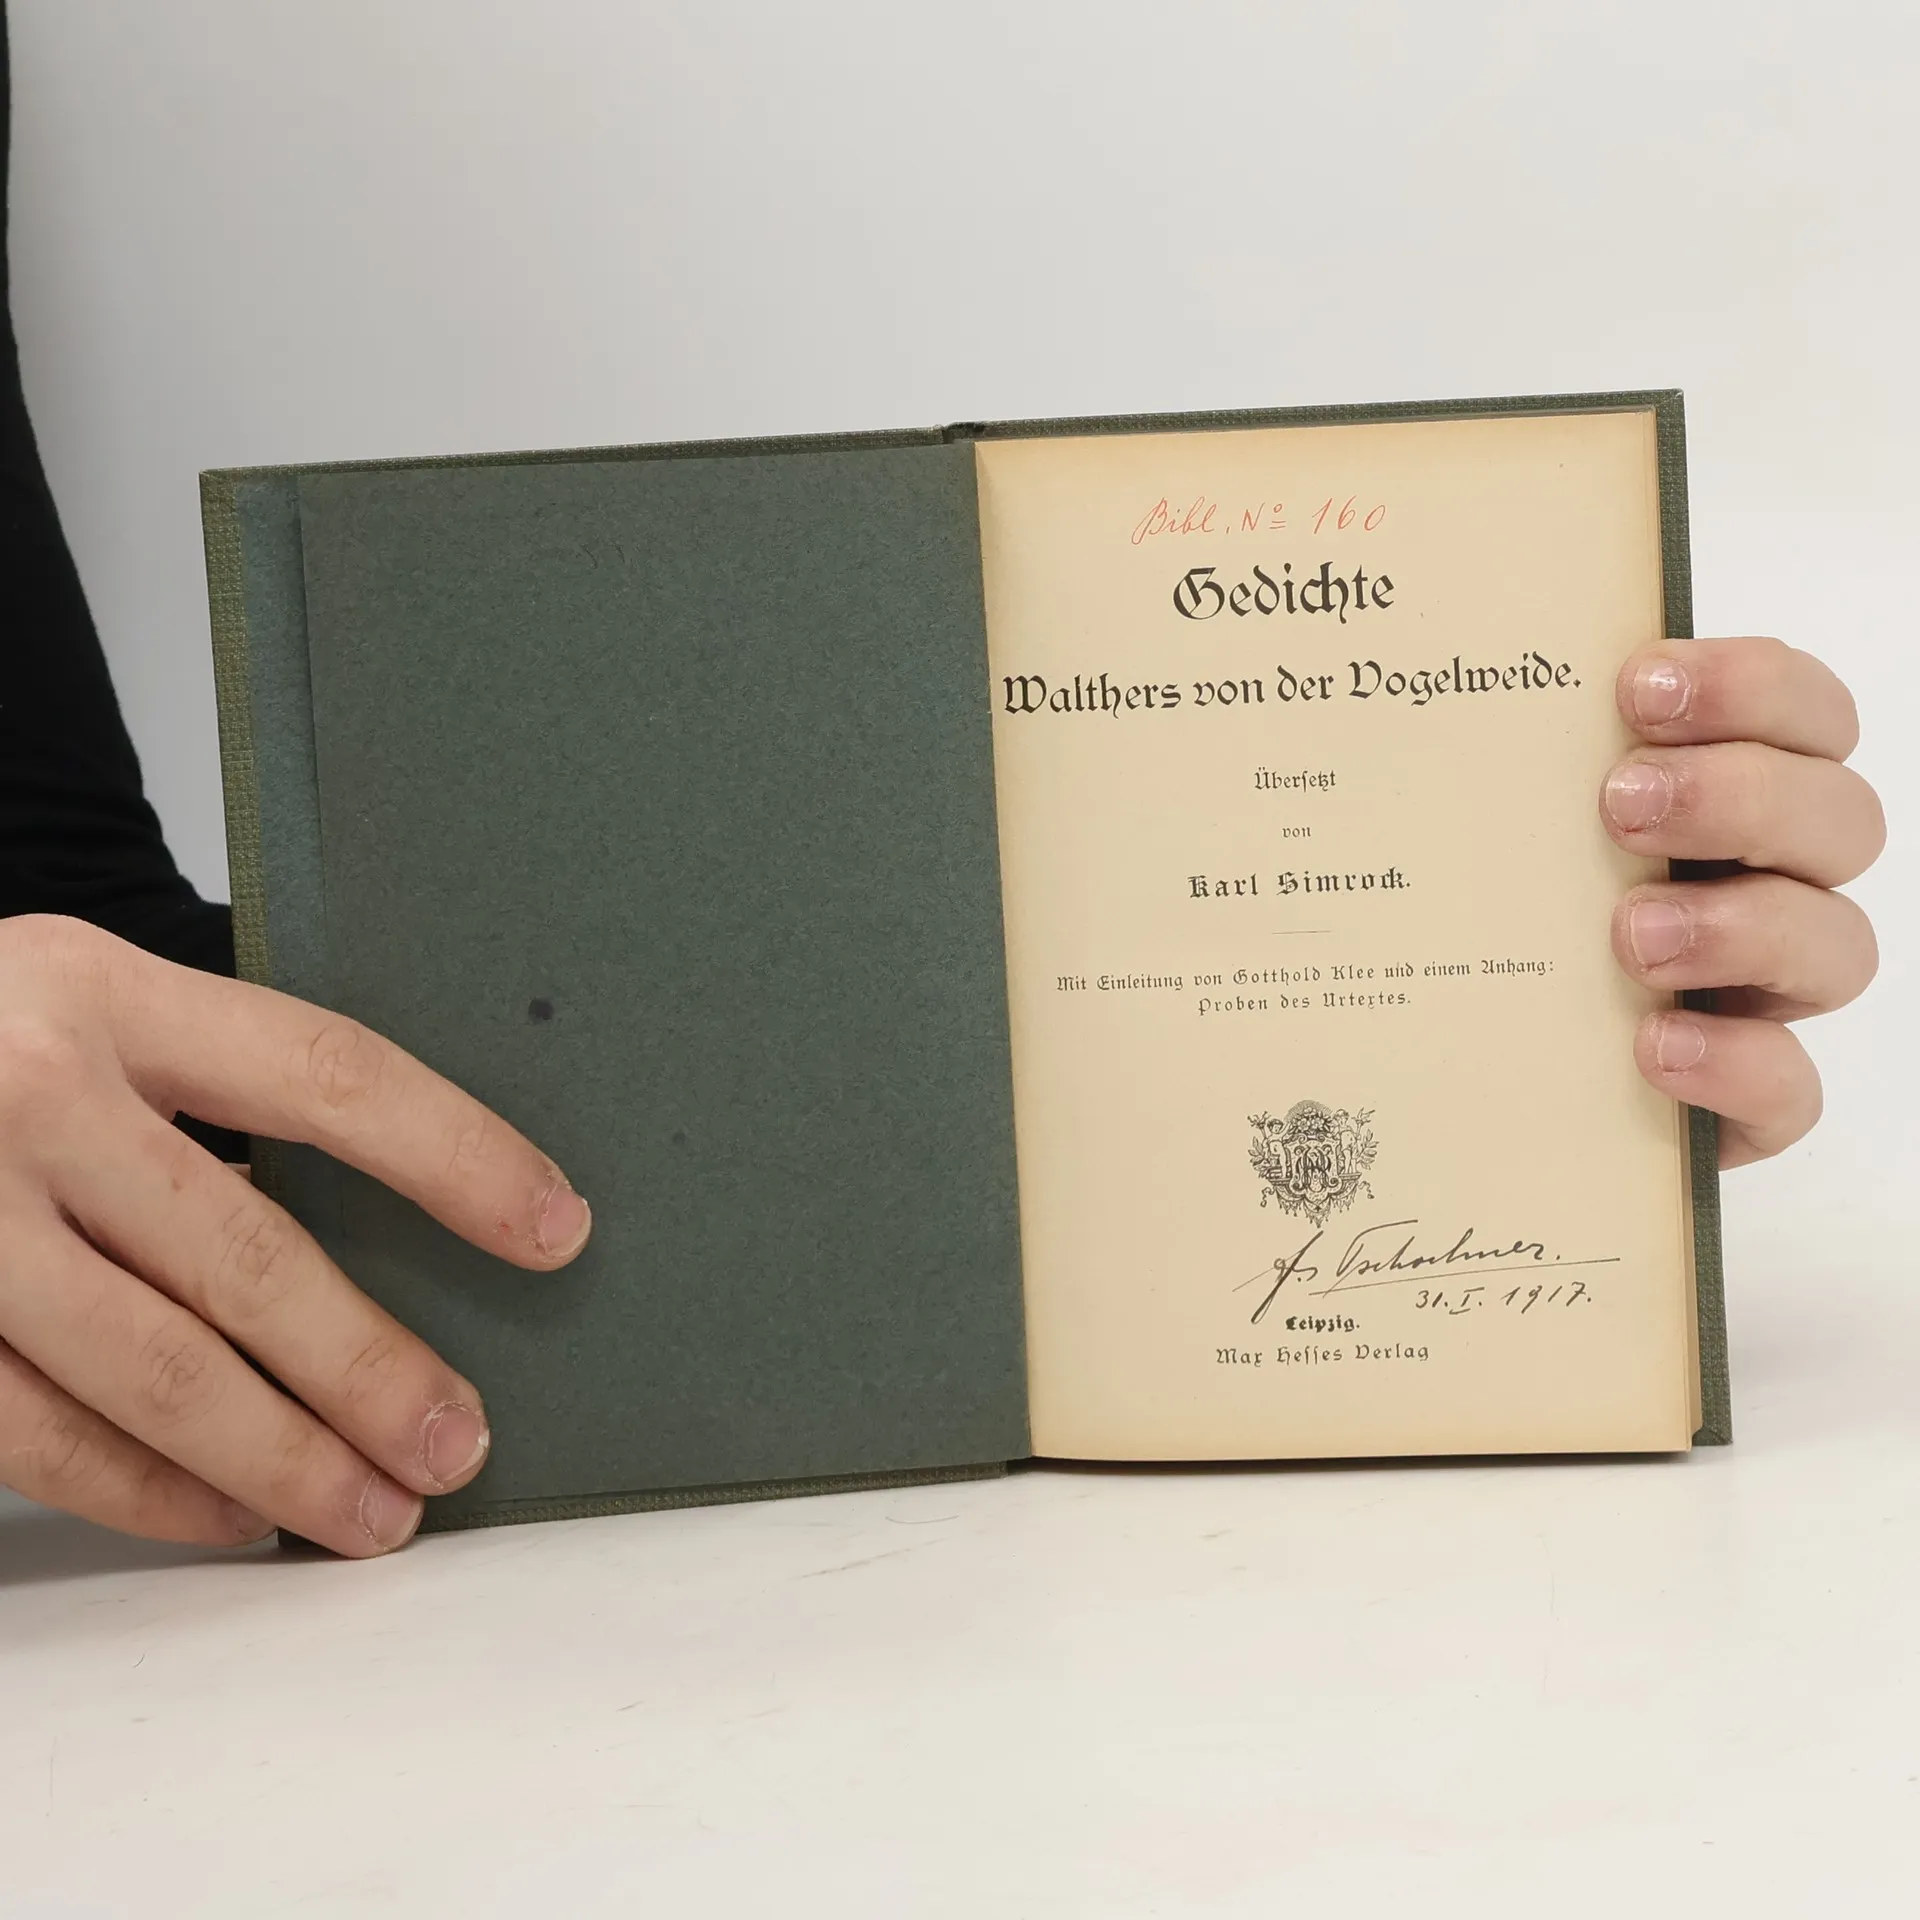 Bibl. No 160
Gedichte
Walthers von der Vogelweide.
Übersetzt
von
Karl Simrock.
Mit Einleitung von Gotthold Klee und einem Anhang:
Proben des Urtextes.
31. I. 1917.
Leipzig.
Max Hesses Verlag